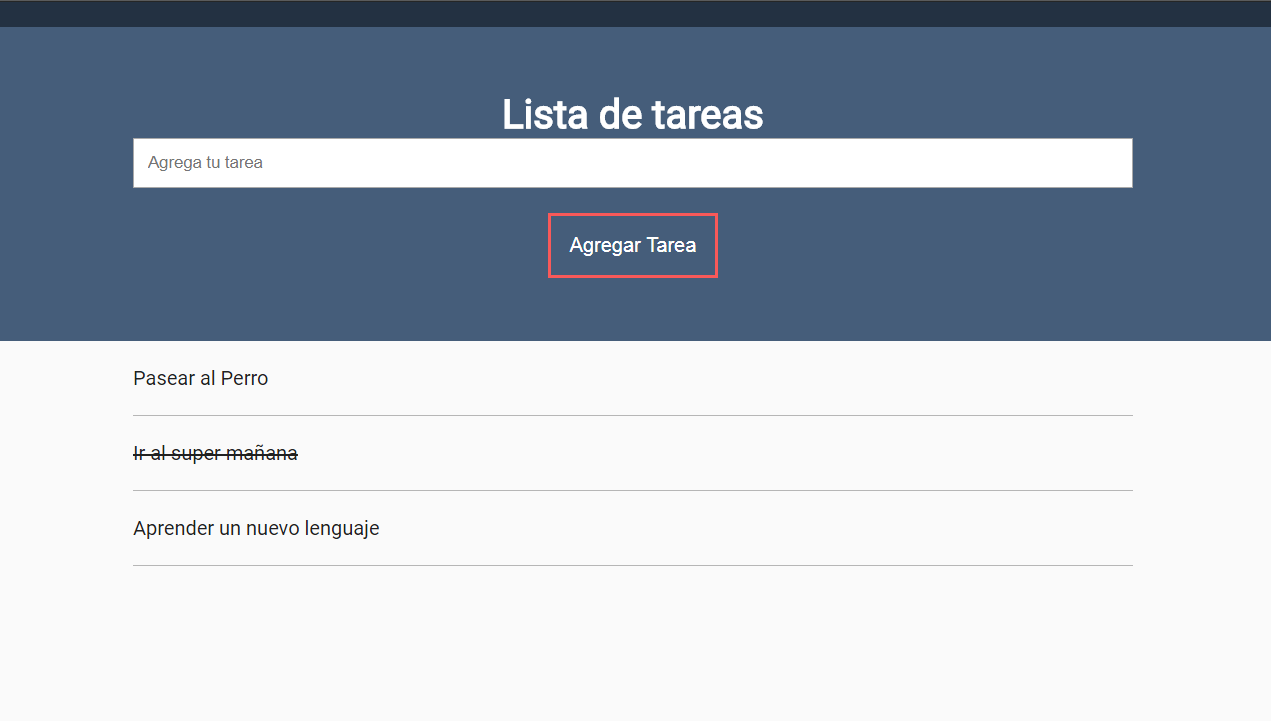 Lista de tareas
Agrega tu tarea
Agregar Tarea
Pasear al Perro
Ir al super mañana
Aprender un nuevo lenguaje